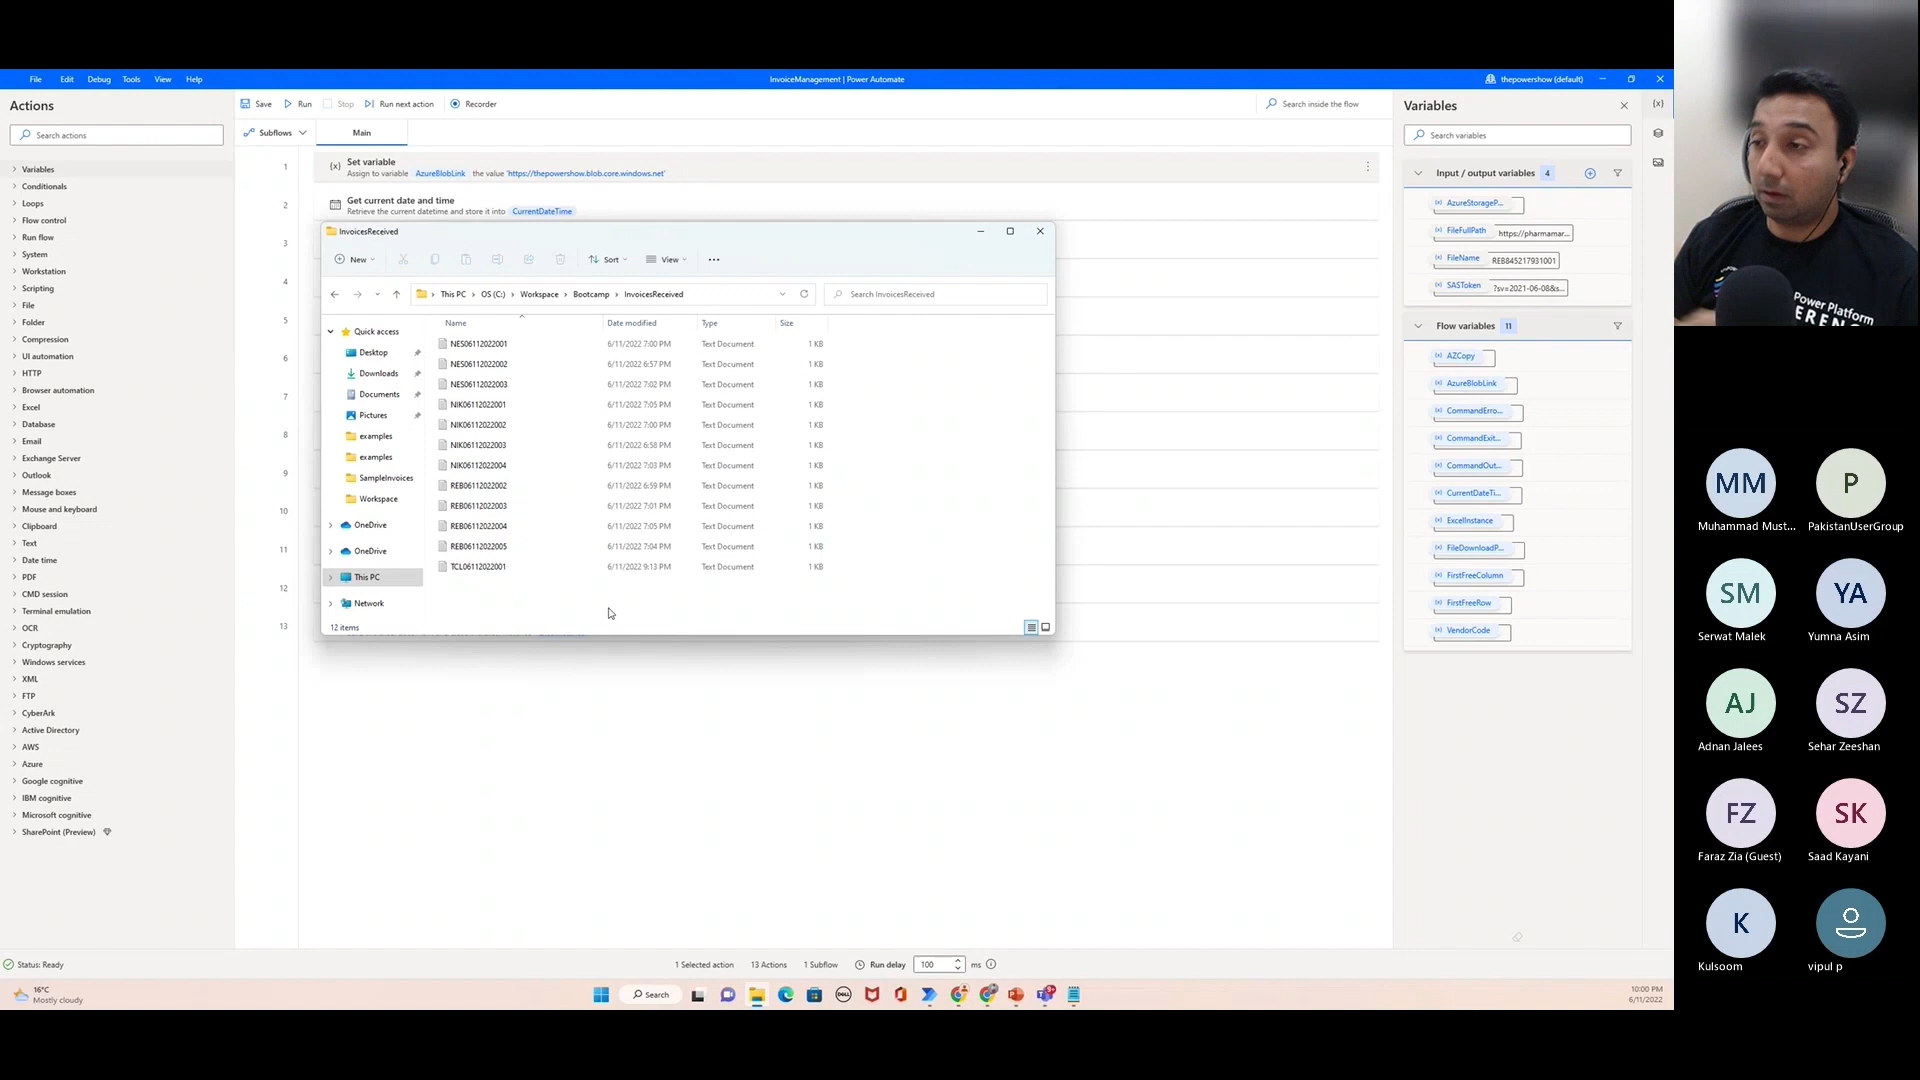 File Edit Debug Tools View Help
InvoiceManagement | Power Automate
thepowershow (default)
Actions
Search actions
Variables
Conditionals
Loops
Flow control
Run flow
System
Workstation
Scripting
File
Folder
Compression
UI automation
HTTP
Browser automation
Excel
Database
Email
Exchange Server
Outlook
Message boxes
Mouse and keyboard
Clipboard
Text
Date time
PDF
CMD session
Terminal emulation
OCR
Cryptography
Windows services
XML
FTP
CyberArk
Active Directory
AWS
Azure
Google cognitive
IBM cognitive
Microsoft cognitive
SharePoint (Preview)
Save Run Stop Run next action Recorder
Search inside the flow
Subflows Main
1 Set variable
Assign to variable AzureBlobLink the value 'https://thepowershow.blob.core.windows.net'
2 Get current date and time
Retrieve the current datetime and store it into CurrentDateTime
3
4
5
6
7
8
9
10
11
12
13
InvoicesReceived
New Sort View
This PC OS (C:) Workspace Bootcamp InvoicesReceived
Search InvoicesReceived
Quick access
Desktop
Downloads
Documents
Pictures
examples
examples
SampleInvoices
Workspace
OneDrive
OneDrive
This PC
Network
Name Date modified Type Size
NES06112022001 6/11/2022 7:00 PM Text Document 1 KB
NES06112022002 6/11/2022 6:57 PM Text Document 1 KB
NES06112022003 6/11/2022 7:02 PM Text Document 1 KB
NIK06112022001 6/11/2022 7:05 PM Text Document 1 KB
NIK06112022002 6/11/2022 7:00 PM Text Document 1 KB
NIK06112022003 6/11/2022 6:58 PM Text Document 1 KB
NIK06112022004 6/11/2022 7:03 PM Text Document 1 KB
REB06112022002 6/11/2022 6:59 PM Text Document 1 KB
REB06112022003 6/11/2022 7:01 PM Text Document 1 KB
REB06112022004 6/11/2022 7:05 PM Text Document 1 KB
REB06112022005 6/11/2022 7:04 PM Text Document 1 KB
TCL06112022001 6/11/2022 9:13 PM Text Document 1 KB
12 items
Variables
Search variables
Input / output variables 4
AzureStorageP...
FileFullPath https://pharmamar...
FileName REB845217931001
SASToken ?sv=2021-06-08&s...
Flow variables 11
AZCopy
AzureBlobLink
CommandErro...
CommandExit...
CommandOut...
CurrentDateTi...
ExcelInstance
FileDownloadP...
FirstFreeColumn
FirstFreeRow
VendorCode
Status: Ready
1 Selected action 13 Actions 1 Subflow Run delay 100 ms
16°C
Mostly cloudy
Search
DELL
10:00 PM
6/11/2022
Power Platform
ERENC
MM P
Muhammad Must... PakistanUserGroup
SM YA
Serwat Malek Yumna Asim
AJ SZ
Adnan Jalees Sehar Zeeshan
FZ SK
Faraz Zia (Guest) Saad Kayani
K
Kulsoom vipul p